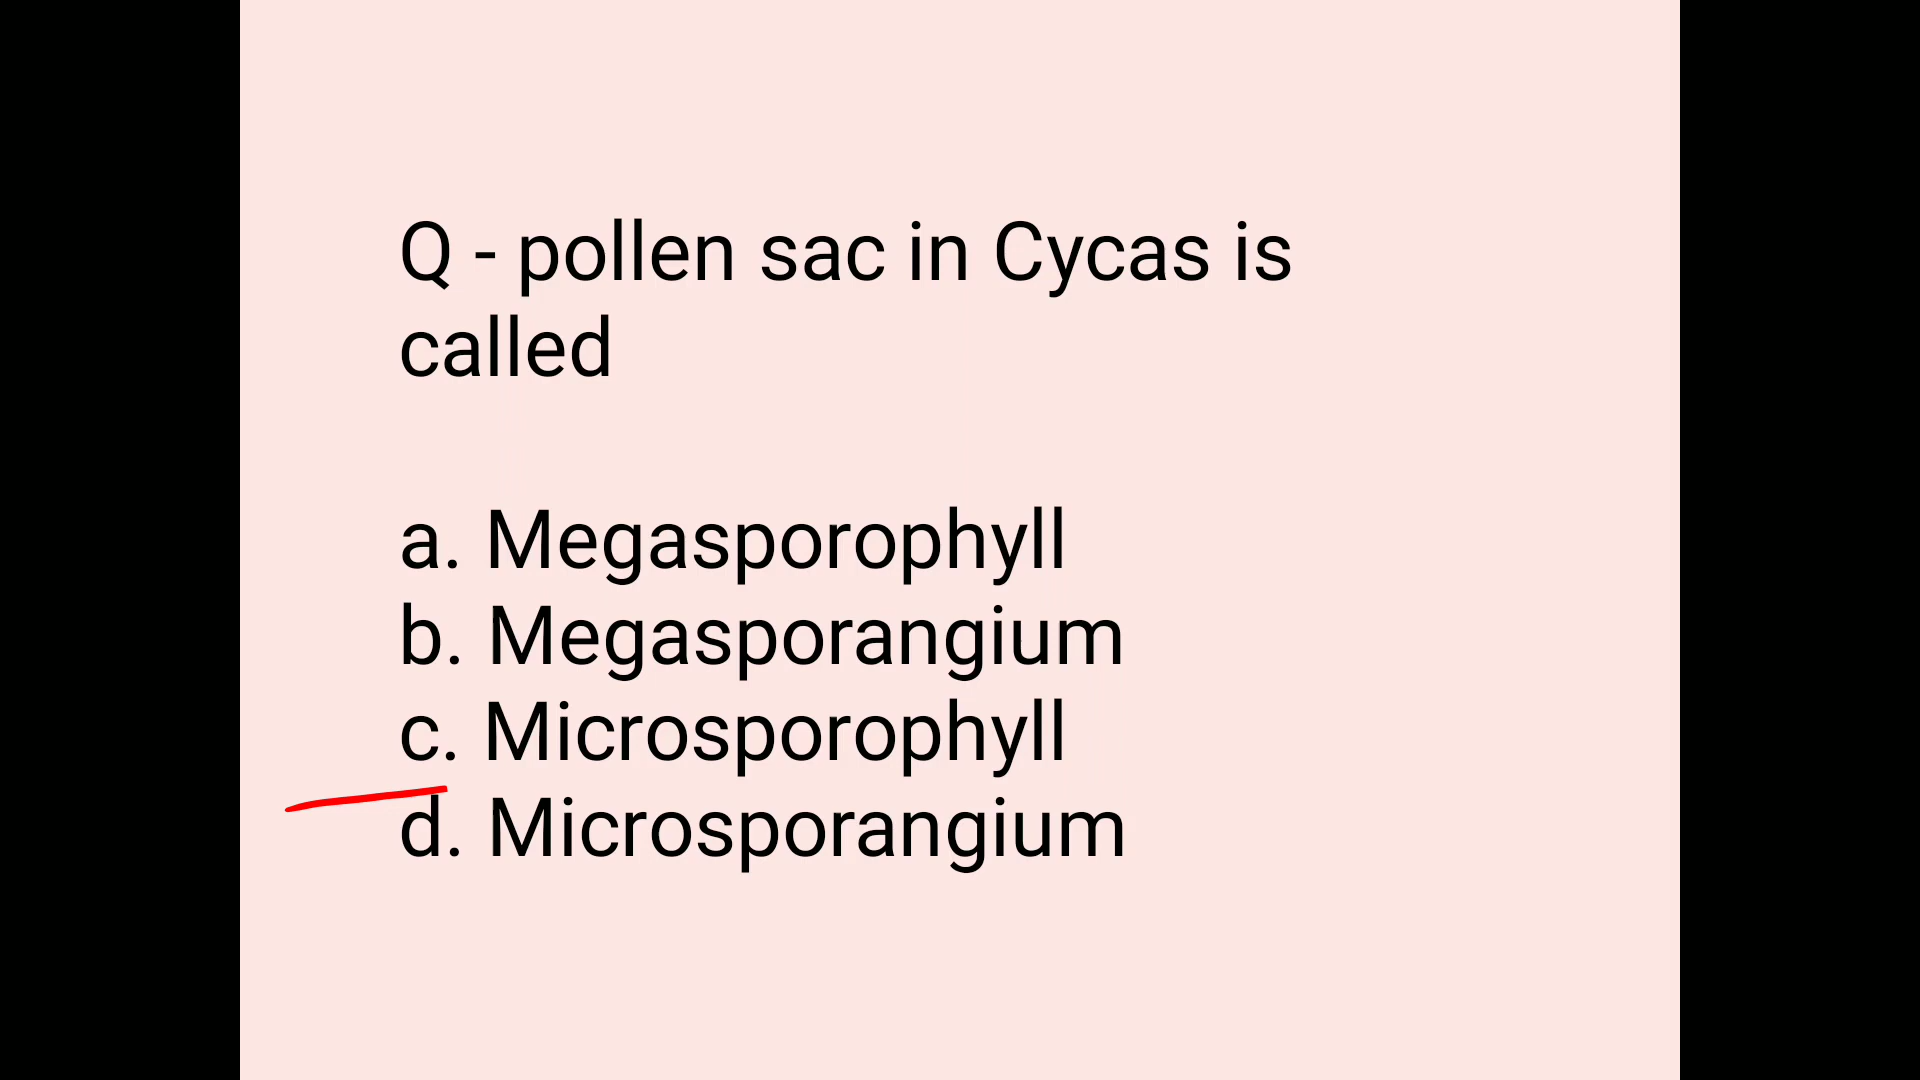 Q - pollen sac in Cycas is
called
a. Megasporophyll
b. Megasporangium
c. Microsporophyll
d. Microsporangium